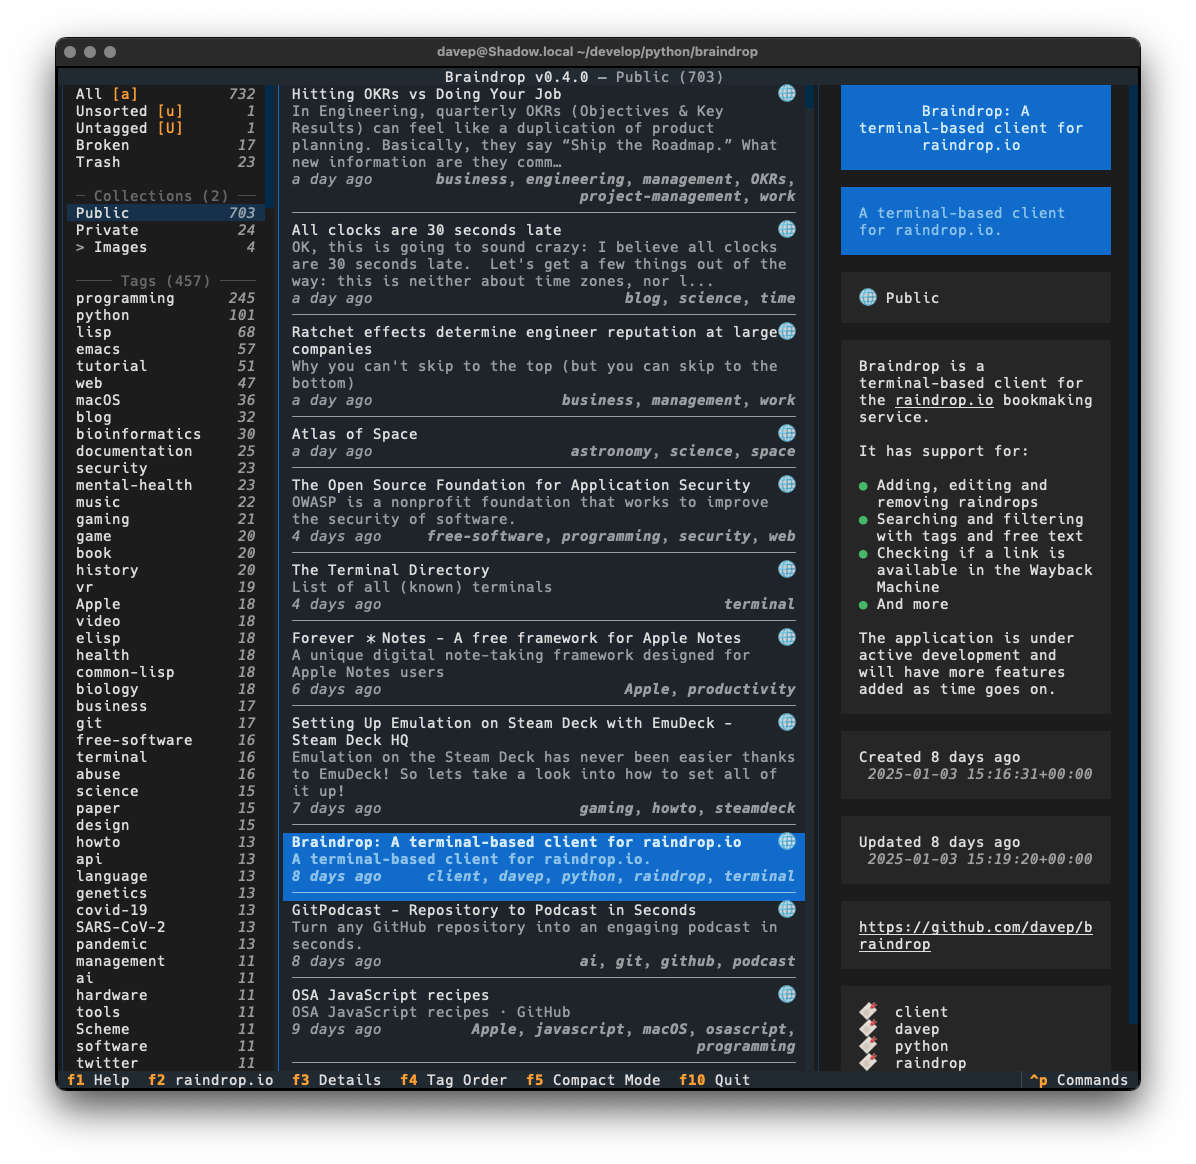 davep@Shadow.local ~/develop/python/braindrop
Braindrop v0.4.0 — Public (703)
All [a] 732
Unsorted [u] 1
Untagged [U] 1
Broken 17
Trash 23
Collections (2)
Public 703
Private 24
> Images 4
Tags (457)
programming 245
python 101
lisp 68
emacs 57
tutorial 51
web 47
macOS 36
blog 32
bioinformatics 30
documentation 25
security 23
mental-health 23
music 22
gaming 21
game 20
book 20
history 20
vr 19
Apple 18
video 18
elisp 18
health 18
common-lisp 18
biology 18
business 17
git 17
free-software 16
terminal 16
abuse 16
science 15
paper 15
design 15
howto 13
api 13
language 13
genetics 13
covid-19 13
SARS-CoV-2 13
pandemic 13
management 11
ai 11
hardware 11
tools 11
Scheme 11
software 11
twitter 11
Hitting OKRs vs Doing Your Job
In Engineering, quarterly OKRs (Objectives & Key
Results) can feel like a duplication of product
planning. Basically, they say “Ship the Roadmap.” What
new information are they comm…
a day ago business, engineering, management, OKRs,
project-management, work
All clocks are 30 seconds late
OK, this is going to sound crazy: I believe all clocks
are 30 seconds late.  Let's get a few things out of the
way: this is neither about time zones, nor l...
a day ago blog, science, time
Ratchet effects determine engineer reputation at large
companies
Why you can't skip to the top (but you can skip to the
bottom)
a day ago business, management, work
Atlas of Space
a day ago astronomy, science, space
The Open Source Foundation for Application Security
OWASP is a nonprofit foundation that works to improve
the security of software.
4 days ago free-software, programming, security, web
The Terminal Directory
List of all (known) terminals
4 days ago terminal
Forever ✱ Notes - A free framework for Apple Notes
A unique digital note-taking framework designed for
Apple Notes users
6 days ago Apple, productivity
Setting Up Emulation on Steam Deck with EmuDeck -
Steam Deck HQ
Emulation on the Steam Deck has never been easier thanks
to EmuDeck! So lets take a look into how to set all of
it up!
7 days ago gaming, howto, steamdeck
Braindrop: A terminal-based client for raindrop.io
A terminal-based client for raindrop.io.
8 days ago client, davep, python, raindrop, terminal
GitPodcast - Repository to Podcast in Seconds
Turn any GitHub repository into an engaging podcast in
seconds.
8 days ago ai, git, github, podcast
OSA JavaScript recipes
OSA JavaScript recipes · GitHub
9 days ago Apple, javascript, macOS, osascript,
programming
Braindrop: A
terminal-based client for
raindrop.io
A terminal-based client
for raindrop.io.
Public
Braindrop is a
terminal-based client for
the raindrop.io bookmaking
service.
It has support for:
● Adding, editing and
removing raindrops
● Searching and filtering
with tags and free text
● Checking if a link is
available in the Wayback
Machine
● And more
The application is under
active development and
will have more features
added as time goes on.
Created 8 days ago
2025-01-03 15:16:31+00:00
Updated 8 days ago
2025-01-03 15:19:20+00:00
https://github.com/davep/b
raindrop
client
davep
python
raindrop
f1 Help f2 raindrop.io f3 Details f4 Tag Order f5 Compact Mode f10 Quit ^p Commands